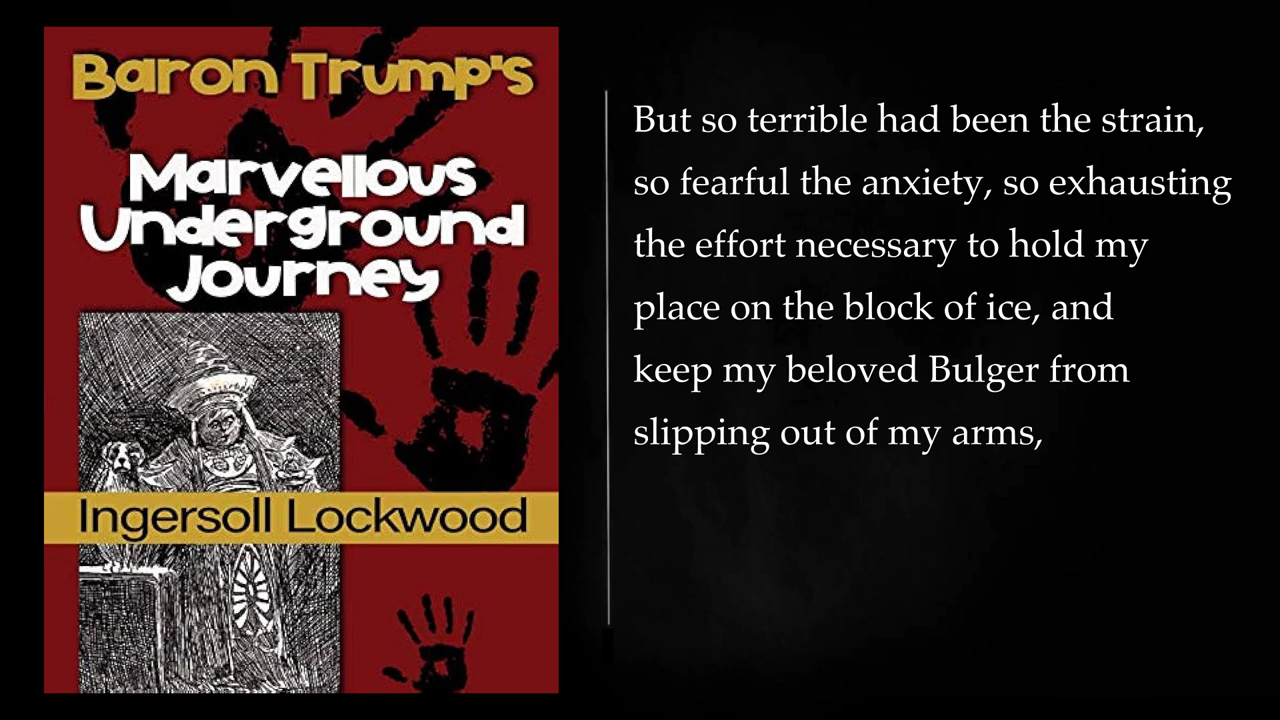 Baron Trump's
Marvellous
Underground
Journey
Ingersoll Lockwood
But so terrible had been the strain,
so fearful the anxiety, so exhausting
the effort necessary to hold my
place on the block of ice, and
keep my beloved Bulger from
slipping out of my arms,